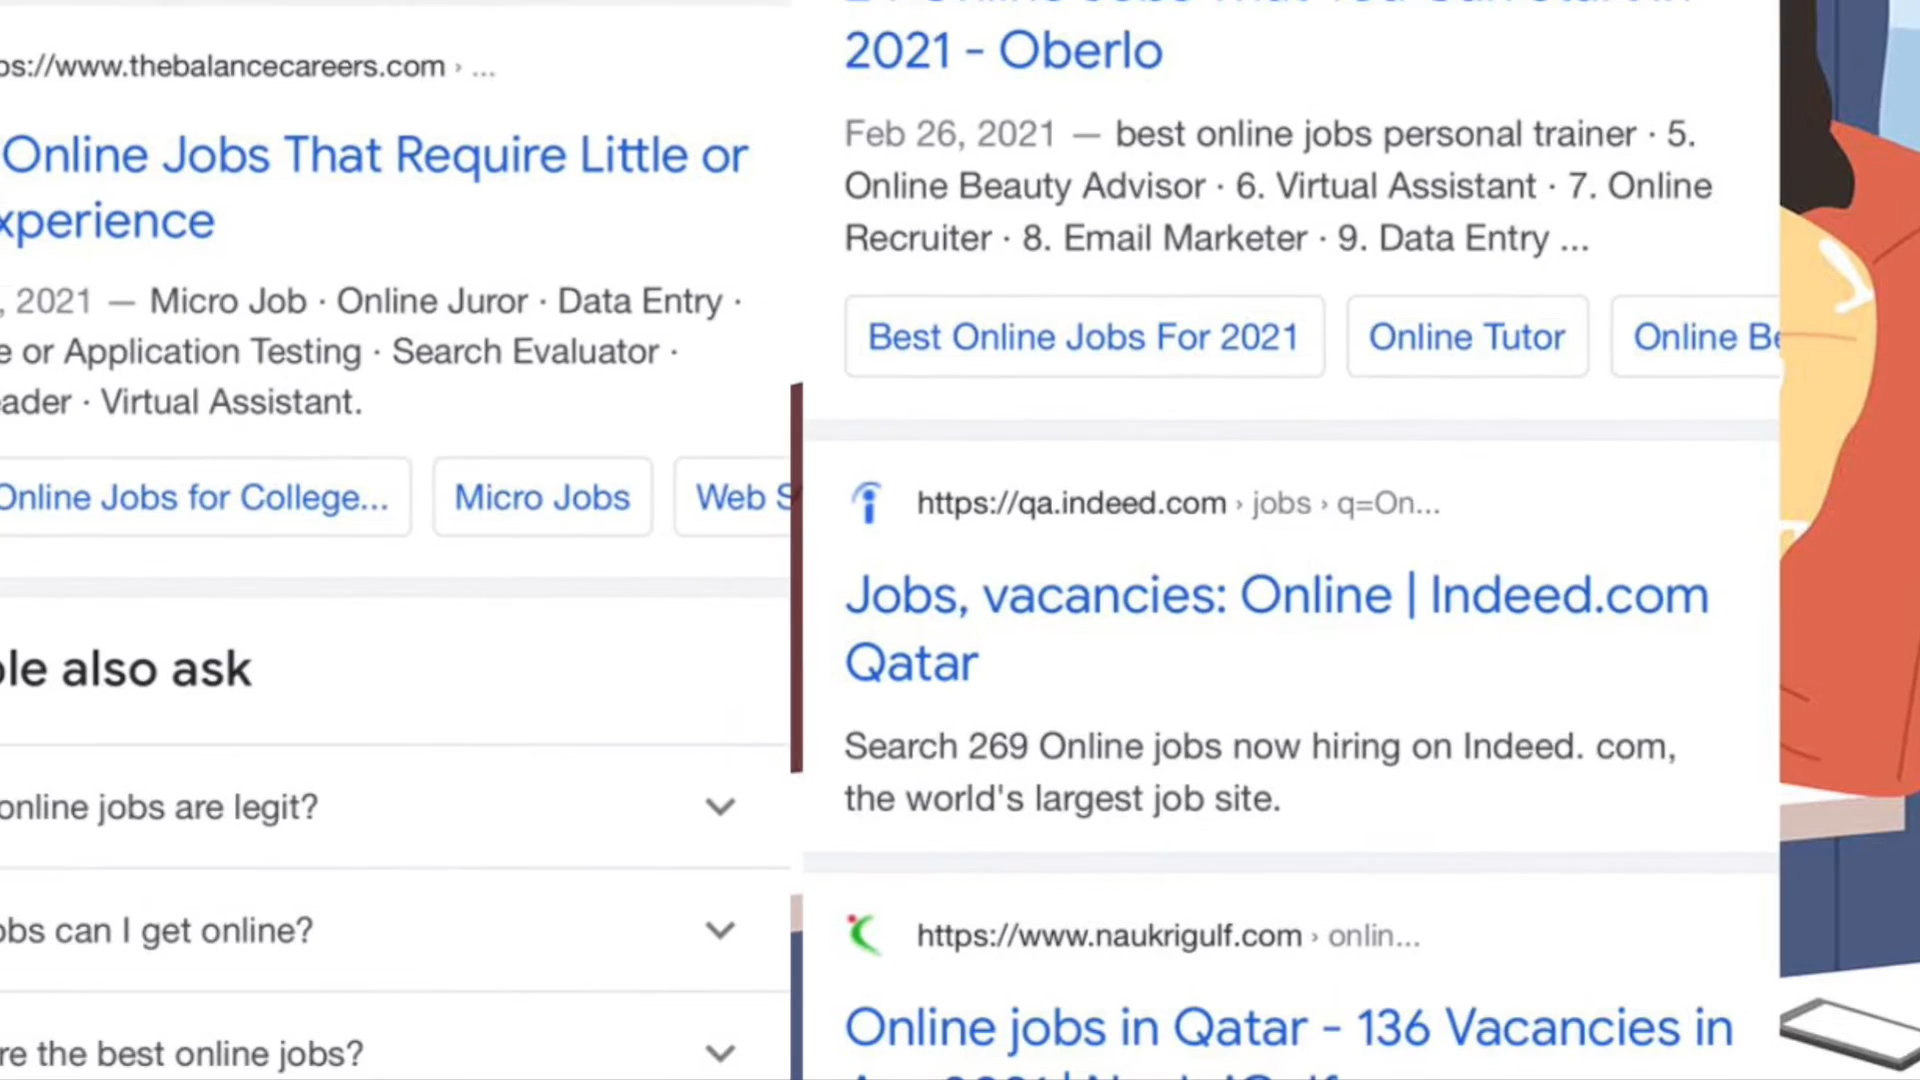 ps://www.thebalancecareers.com › ...
Online Jobs That Require Little or
xperience
, 2021 — Micro Job · Online Juror · Data Entry ·
e or Application Testing · Search Evaluator ·
eader · Virtual Assistant.
Online Jobs for College...
Micro Jobs
Web S
ple also ask
online jobs are legit?
obs can I get online?
re the best online jobs?
2021 - Oberlo
Feb 26, 2021 — best online jobs personal trainer · 5.
Online Beauty Advisor · 6. Virtual Assistant · 7. Online
Recruiter · 8. Email Marketer · 9. Data Entry ...
Best Online Jobs For 2021
Online Tutor
Online Be
https://qa.indeed.com › jobs › q=On...
Jobs, vacancies: Online | Indeed.com
Qatar
Search 269 Online jobs now hiring on Indeed. com,
the world's largest job site.
https://www.naukrigulf.com › onlin...
Online jobs in Qatar - 136 Vacancies in